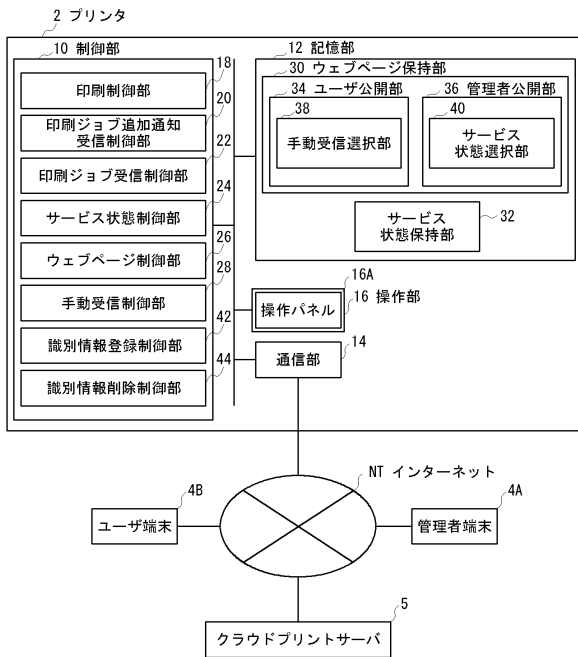 2 プリンタ
10 制御部
18
印刷制御部
20
印刷ジョブ追加通知
受信制御部
22
印刷ジョブ受信制御部
24
サービス状態制御部
26
ウェブページ制御部
28
手動受信制御部
42
識別情報登録制御部
44
識別情報削除制御部
12 記憶部
30 ウェブページ保持部
34 ユーザ公開部
38
手動受信選択部
36 管理者公開部
40
サービス
状態選択部
サービス
状態保持部
32
16A
16 操作部
操作パネル
14
通信部
NT インターネット
4B
ユーザ端末
4A
管理者端末
5
クラウドプリントサーバ